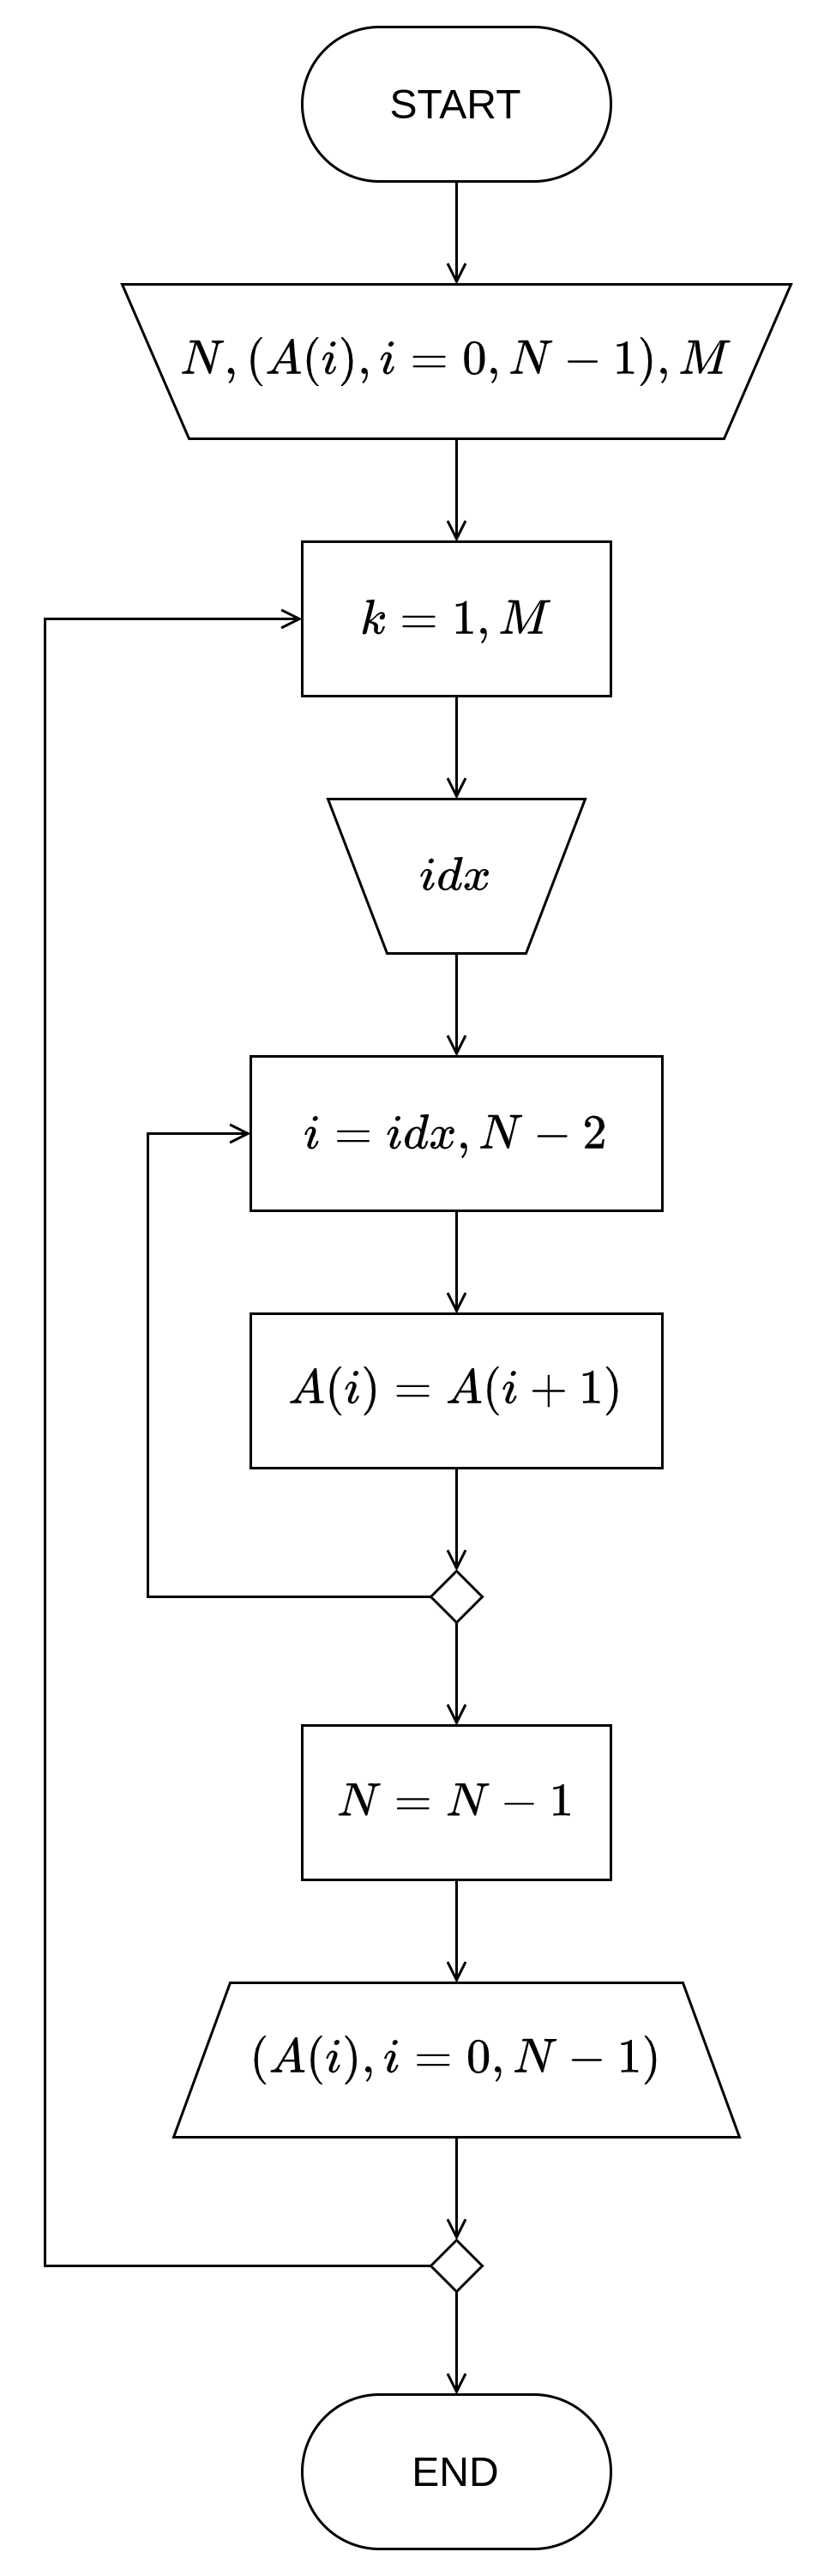 START
N, (A(i), i = 0, N − 1), M
k = 1, M
idx
i = idx, N − 2
A(i) = A(i + 1)
N = N − 1
(A(i), i = 0, N − 1)
END